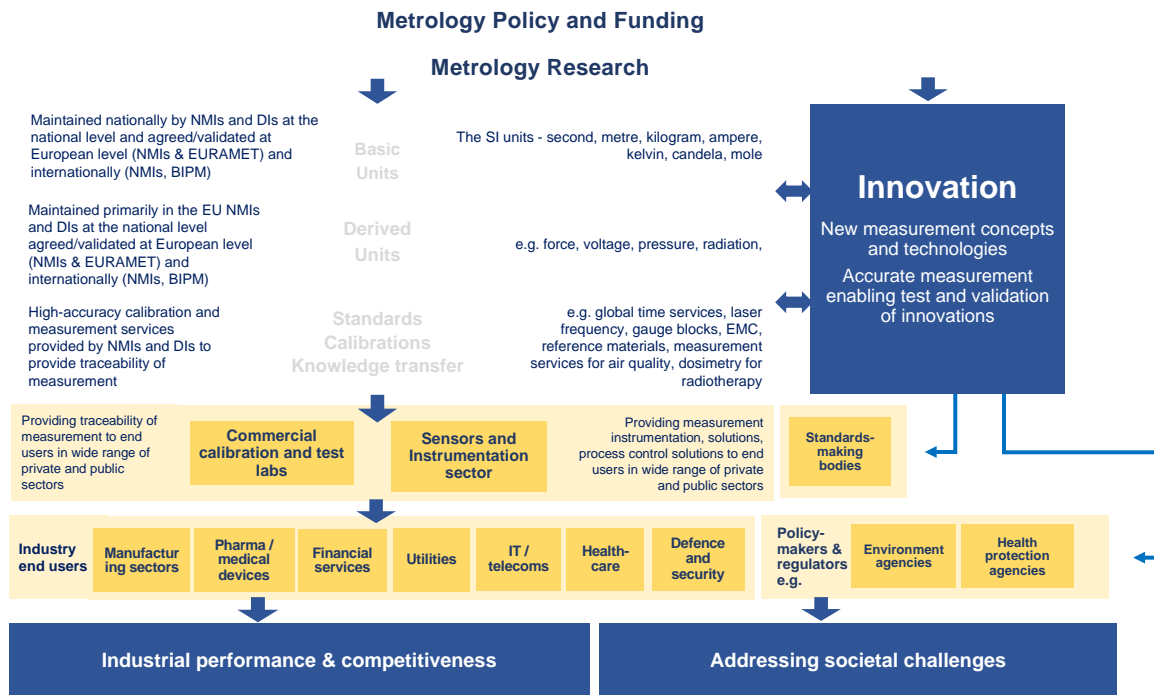 Metrology Policy and Funding
Metrology Research
Maintained nationally by NMIs and DIs at the
national level and agreed/validated at
European level (NMIs & EURAMET) and
internationally (NMIs, BIPM)
Basic
Units
The SI units - second, metre, kilogram, ampere,
kelvin, candela, mole
Maintained primarily in the EU NMIs
and DIs at the national level
agreed/validated at European level
(NMIs & EURAMET) and
internationally (NMIs, BIPM)
Derived
Units
e.g. force, voltage, pressure, radiation,
High-accuracy calibration and
measurement services
provided by NMIs and DIs to
provide traceability of
measurement
Standards
Calibrations
Knowledge transfer
e.g. global time services, laser
frequency, gauge blocks, EMC,
reference materials, measurement
services for air quality, dosimetry for
radiotherapy
Innovation
New measurement concepts
and technologies
Accurate measurement
enabling test and validation
of innovations
Providing traceability of
measurement to end
users in wide range of
private and public
sectors
Commercial
calibration and test
labs
Sensors and
Instrumentation
sector
Providing measurement
instrumentation, solutions,
process control solutions to end
users in wide range of private
and public sectors
Standards-
making
bodies
Industry
end users
Manufactur
ing sectors
Pharma /
medical
devices
Financial
services
Utilities
IT /
telecoms
Health-
care
Defence and
security
Policy-
makers &
regulators
e.g.
Environment
agencies
Health
protection
agencies
Industrial performance & competitiveness
Addressing societal challenges